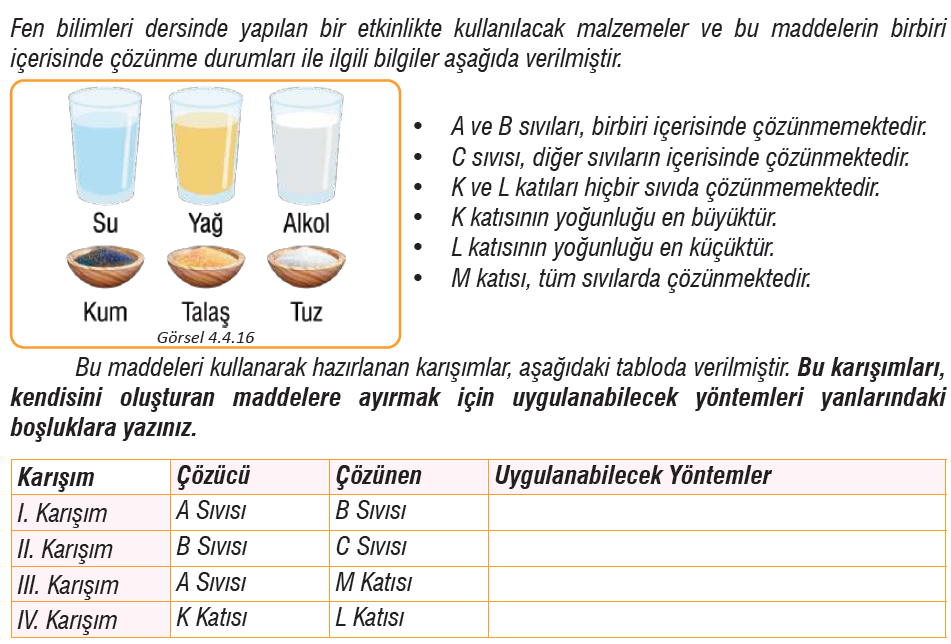 Fen bilimleri dersinde yapılan bir etkinlikte kullanılacak malzemeler ve bu maddelerin birbiri
içerisinde çözünme durumları ile ilgili bilgiler aşağıda verilmiştir.
Su Yağ Alkol
Kum Talaş Tuz
Görsel 4.4.16
• A ve B sıvıları, birbiri içerisinde çözünmemektedir.
• C sıvısı, diğer sıvıların içerisinde çözünmektedir.
• K ve L katıları hiçbir sıvıda çözünmemektedir.
• K katısının yoğunluğu en büyüktür.
• L katısının yoğunluğu en küçüktür.
• M katısı, tüm sıvılarda çözünmektedir.
Bu maddeleri kullanarak hazırlanan karışımlar, aşağıdaki tabloda verilmiştir. Bu karışımları,
kendisini oluşturan maddelere ayırmak için uygulanabilecek yöntemleri yanlarındaki
boşluklara yazınız.
Karışım Çözücü Çözünen Uygulanabilecek Yöntemler
I. Karışım A Sıvısı B Sıvısı
II. Karışım B Sıvısı C Sıvısı
III. Karışım A Sıvısı M Katısı
IV. Karışım K Katısı L Katısı